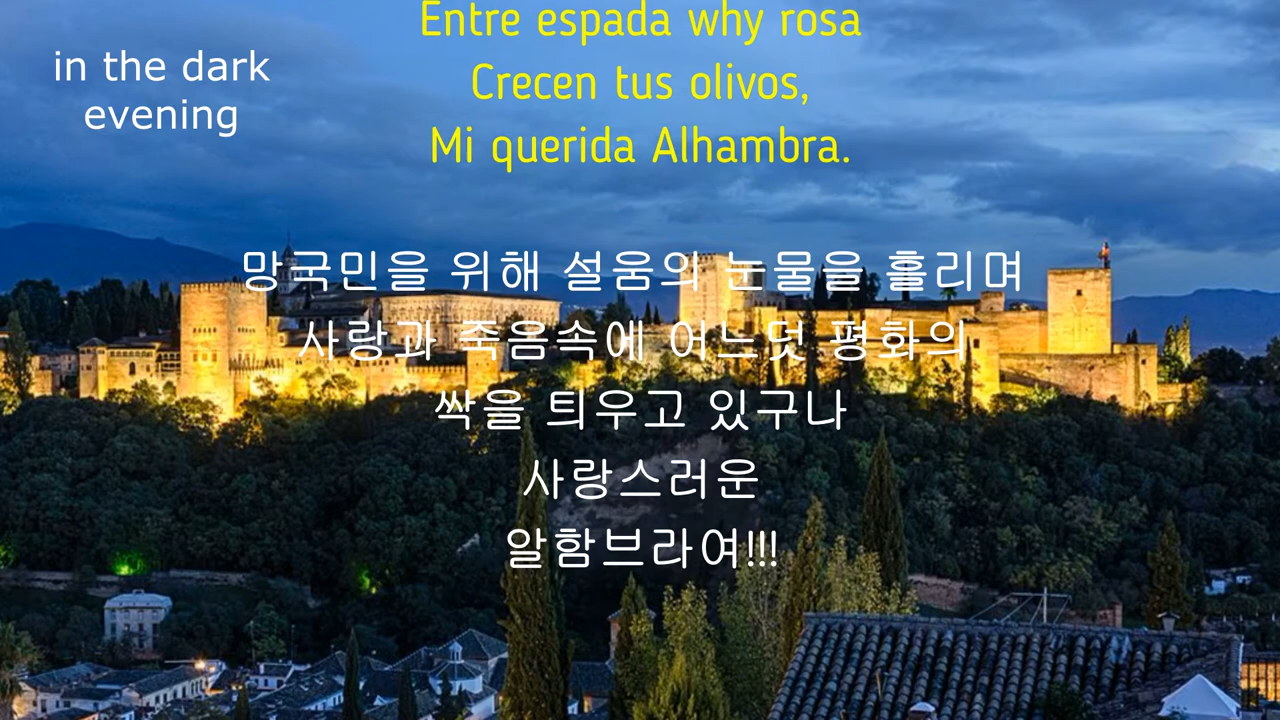 in the dark
evening
Entre espada why rosa
Crecen tus olivos,
Mi querida Alhambra.
망국민을 위해 설움의 눈물을 흘리며
사랑과 죽음속에 어느덧 평화의
싹을 틔우고 있구나
사랑스러운
알함브라여!!!